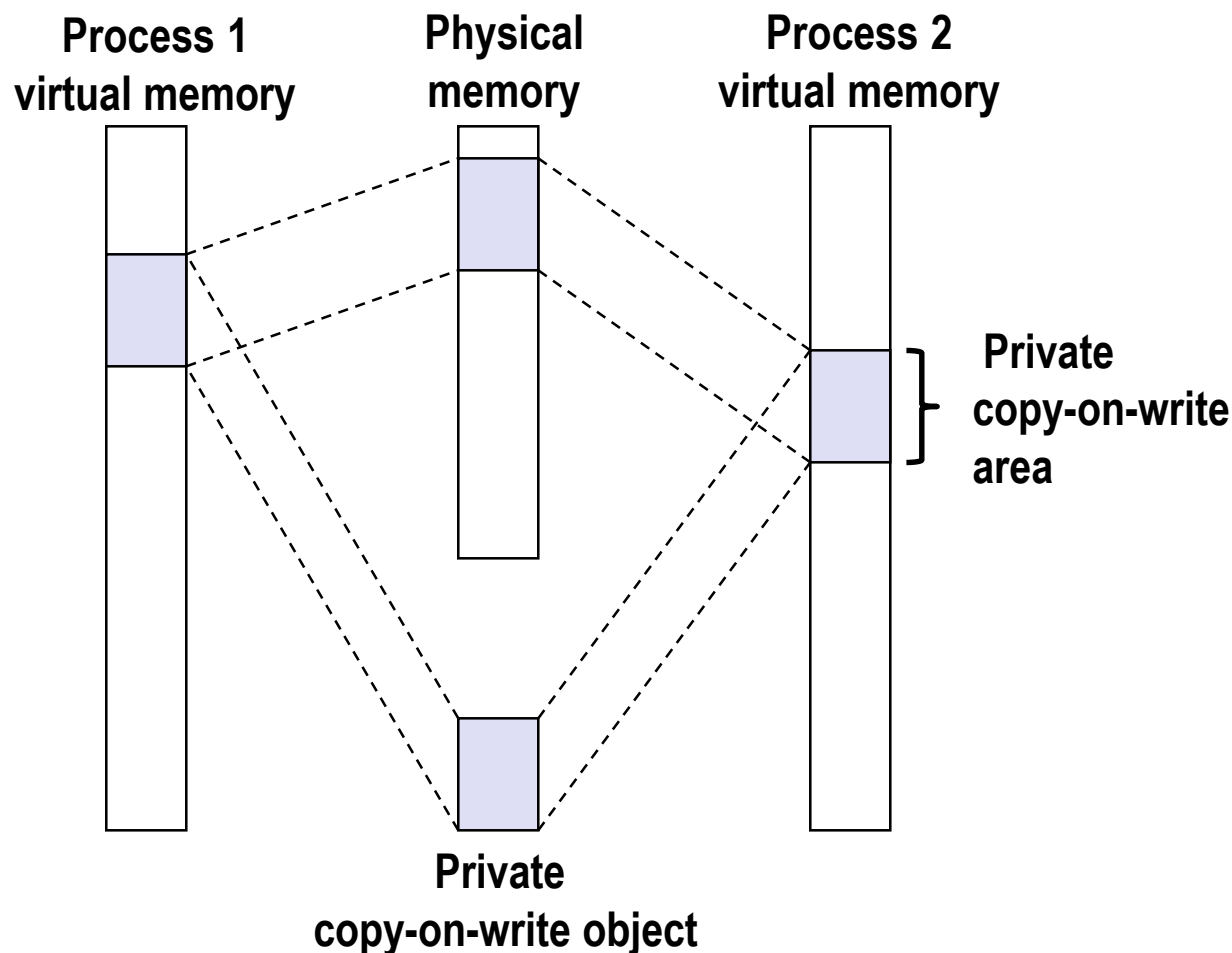 Process 1
virtual memory
Physical
memory
Process 2
virtual memory
Private
copy-on-write
area
Private
copy-on-write object